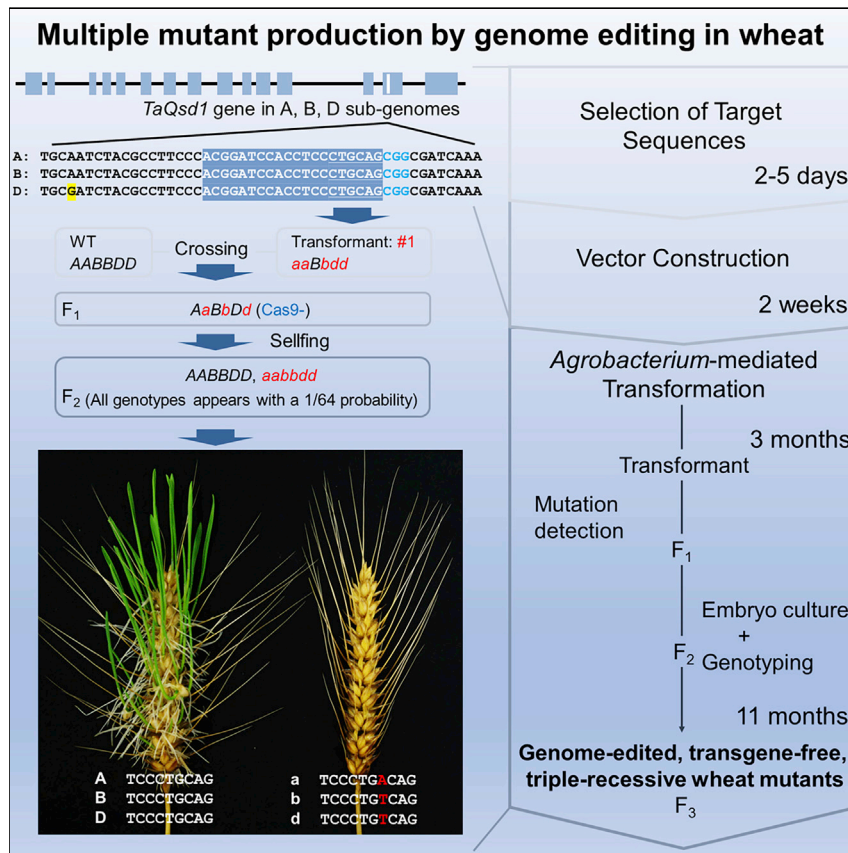 Multiple mutant production by genome editing in wheat
TaQsd1 gene in A, B, D sub-genomes
A: TGCAATCTACGCCTTCCCACGGATCCACCTCCCTGCAGCGGCGATCAAA
B: TGCAATCTACGCCTTCCCACGGATCCACCTCCCTGCAGCGGCGATCAAA
D: TGCGATCTACGCCTTCCCACGGATCCACCTCCCTGCAGCGGCGATCAAA
WT
AABBDD
Crossing
Transformant: #1
aaBbdd
F1
AaBbDd (Cas9-)
Sellfing
AABBDD, aabbdd
F2 (All genotypes appears with a 1/64 probability)
A TCCCTGCAG
B TCCCTGCAG
D TCCCTGCAG
a TCCCTGACAG
b TCCCTGTCAG
d TCCCTGTCAG
Selection of Target
Sequences
2-5 days
Vector Construction
2 weeks
Agrobacterium-mediated
Transformation
3 months
Transformant
Mutation
detection
F1
Embryo culture
+
F2
Genotyping
11 months
Genome-edited, transgene-free,
triple-recessive wheat mutants
F3